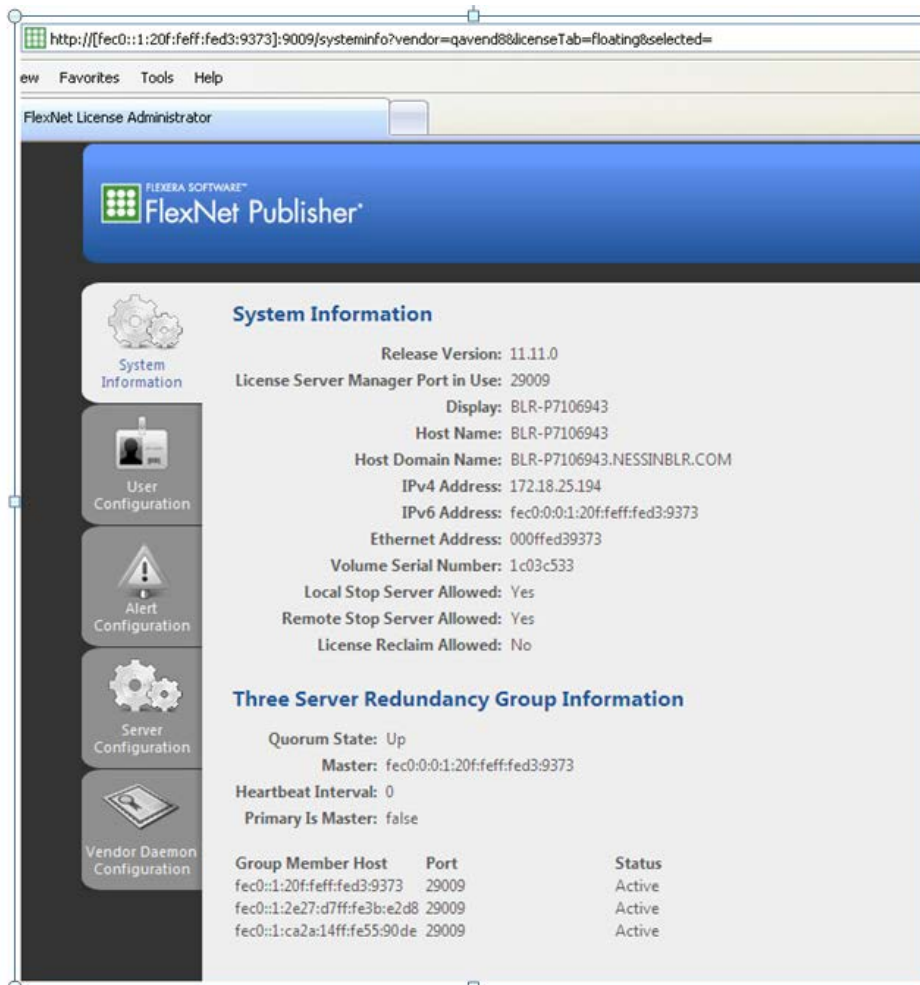 http://[fec0::1:20f:feff:fed3:9373]:9009/systeminfo?vendor=qavend8&licenseTab=floating&selected=
ew Favorites Tools Help
FlexNet License Administrator
FLEXERA SOFTWARE™
FlexNet Publisher®
System Information
System Information
Release Version: 11.11.0
License Server Manager Port in Use: 29009
Display: BLR-P7106943
Host Name: BLR-P7106943
Host Domain Name: BLR-P7106943.NESSINBLR.COM
IPv4 Address: 172.18.25.194
IPv6 Address: fec0:0:0:1:20f:feff:fed3:9373
Ethernet Address: 000ffed39373
Volume Serial Number: 1c03c533
Local Stop Server Allowed: Yes
Remote Stop Server Allowed: Yes
License Reclaim Allowed: No
User Configuration
Alert Configuration
Server Configuration
Vendor Daemon Configuration
Three Server Redundancy Group Information
Quorum State: Up
Master: fec0:0:0:1:20f:feff:fed3:9373
Heartbeat Interval: 0
Primary Is Master: false
Group Member Host Port Status
fec0::1:20f:feff:fed3:9373 29009 Active
fec0::1:2e27:d7ff:fe3b:e2d8 29009 Active
fec0::1:ca2a:14ff:fe55:90de 29009 Active